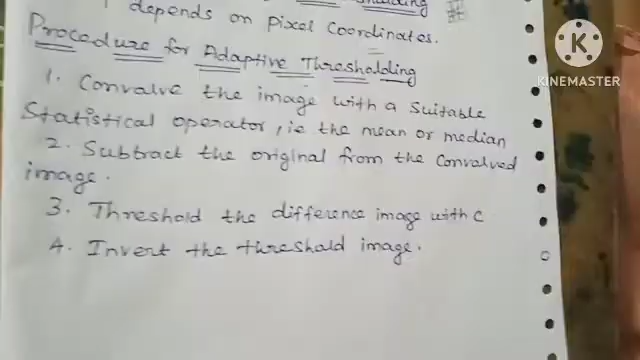 depends on Pixel Coordinates.
Procedure for Adaptive Thresholding
1. Convolve the image with a Suitable
Statistical operator, ie the mean or median
2. Subtract the original from the Convolved
image.
3. Threshold the difference image with C
4. Invert the threshold image.
KINEMASTER